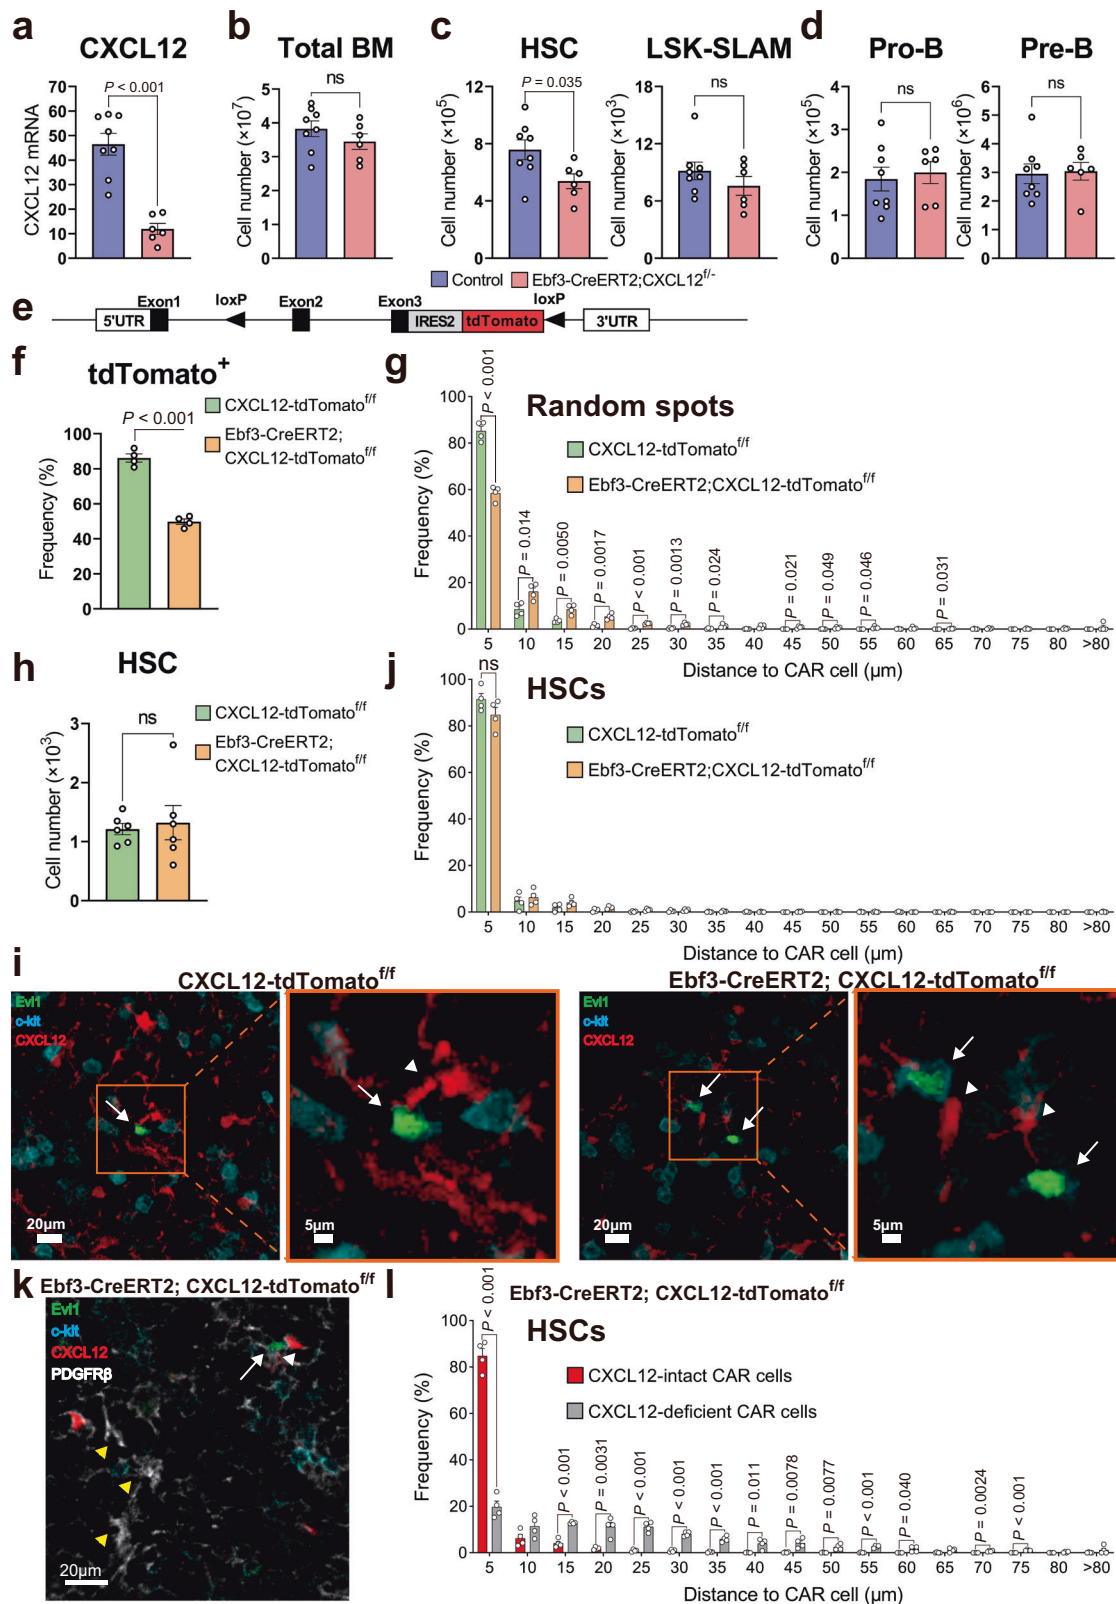 a
CXCL12
P < 0.001
CXCL12 mRNA
70
60
50
40
30
20
10
0
b
Total BM
ns
Cell number (×10⁷)
5
4
3
2
1
0
c
HSC
P = 0.035
Cell number (×10⁵)
12
8
4
0
LSK-SLAM
ns
Cell number (×10³)
18
12
6
0
d
Pro-B
ns
Cell number (×10⁵)
4
3
2
1
0
Pre-B
ns
Cell number (×10⁶)
6
5
4
3
2
1
0
Control
Ebf3-CreERT2;CXCL12f/-
e
5'UTR
Exon1
loxP
Exon2
Exon3
IRES2
tdTomato
loxP
3'UTR
f
tdTomato⁺
CXCL12-tdTomatof/f
Ebf3-CreERT2;
CXCL12-tdTomatof/f
P < 0.001
Frequency (%)
100
80
60
40
20
0
g
Random spots
CXCL12-tdTomatof/f
Ebf3-CreERT2;CXCL12-tdTomatof/f
Frequency (%)
100
80
60
40
20
0
P < 0.001
P = 0.014
P = 0.0050
P = 0.0017
P < 0.001
P = 0.0013
P = 0.024
P = 0.021
P = 0.049
P = 0.046
P = 0.031
5 10 15 20 25 30 35 40 45 50 55 60 65 70 75 80 >80
Distance to CAR cell (µm)
h
HSC
CXCL12-tdTomatof/f
Ebf3-CreERT2;
CXCL12-tdTomatof/f
ns
Cell number (×10³)
3
2
1
0
j
HSCs
ns
CXCL12-tdTomatof/f
Ebf3-CreERT2;CXCL12-tdTomatof/f
Frequency (%)
100
80
60
40
20
0
5 10 15 20 25 30 35 40 45 50 55 60 65 70 75 80 >80
Distance to CAR cell (µm)
i
CXCL12-tdTomatof/f
Evi1
c-kit
CXCL12
20µm
5µm
Ebf3-CreERT2; CXCL12-tdTomatof/f
Evi1
c-kit
CXCL12
20µm
5µm
k
Ebf3-CreERT2; CXCL12-tdTomatof/f
Evi1
c-kit
CXCL12
PDGFRβ
20µm
l
Ebf3-CreERT2; CXCL12-tdTomatof/f
HSCs
CXCL12-intact CAR cells
CXCL12-deficient CAR cells
Frequency (%)
100
80
60
40
20
0
P < 0.001
P < 0.001
P = 0.0031
P < 0.001
P < 0.001
P < 0.001
P = 0.011
P = 0.0078
P = 0.0077
P < 0.001
P = 0.040
P = 0.0024
P < 0.001
5 10 15 20 25 30 35 40 45 50 55 60 65 70 75 80 >80
Distance to CAR cell (µm)